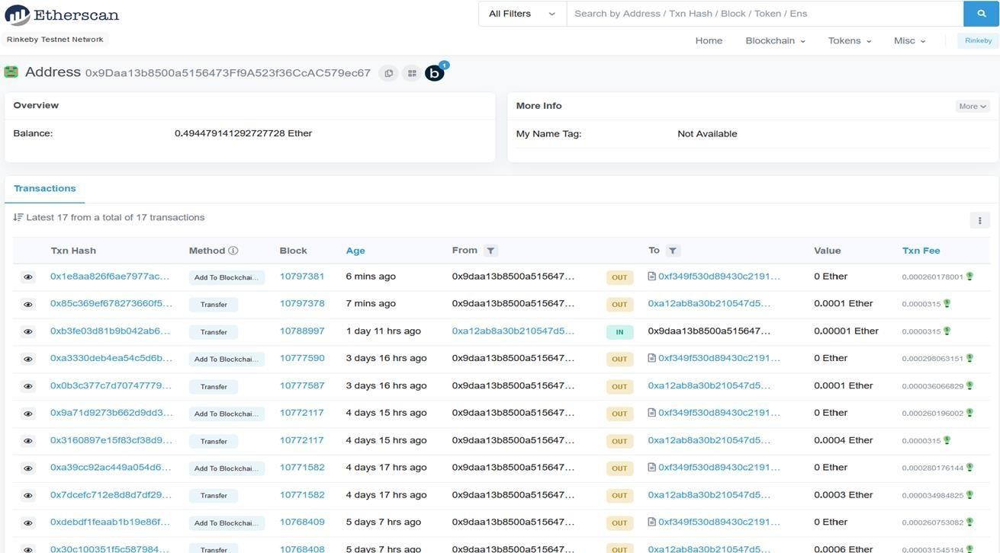 Etherscan
All Filters Search by Address / Txn Hash / Block / Token / Ens
Rinkeby Testnet Network
Home Blockchain Tokens Misc Rinkeby
Address 0x9Daa13b8500a5156473Ff9A523f36CcAC579ec67 b 1
Overview
Balance: 0.494479141292727728 Ether
More Info More
My Name Tag: Not Available
Transactions
Latest 17 from a total of 17 transactions
Txn Hash Method Block Age From To Value Txn Fee
0x1e8aa826f6ae7977ac... Add To Blockchai... 10797381 6 mins ago 0x9daa13b8500a515647... OUT 0xf349f530d89430c2191... 0 Ether 0.000260178001
0x85c369ef678273660f5... Transfer 10797378 7 mins ago 0x9daa13b8500a515647... OUT 0xa12ab8a30b210547d5... 0.0001 Ether 0.0000315
0xb3fe03d81b9b042ab6... Transfer 10788997 1 day 11 hrs ago 0xa12ab8a30b210547d5... IN 0x9daa13b8500a515647... 0.00001 Ether 0.0000315
0xa3330deb4ea54c5d6b... Add To Blockchai... 10777590 3 days 16 hrs ago 0x9daa13b8500a515647... OUT 0xf349f530d89430c2191... 0 Ether 0.000298063151
0x0b3c377c7d70747779... Transfer 10777587 3 days 16 hrs ago 0x9daa13b8500a515647... OUT 0xa12ab8a30b210547d5... 0.0001 Ether 0.000036066829
0x9a71d9273b662d9dd3... Add To Blockchai... 10772117 4 days 15 hrs ago 0x9daa13b8500a515647... OUT 0xf349f530d89430c2191... 0 Ether 0.000260196002
0x3160897e15f83cf38d9... Transfer 10772117 4 days 15 hrs ago 0x9daa13b8500a515647... OUT 0xa12ab8a30b210547d5... 0.0004 Ether 0.0000315
0xa39cc92ac449a054d6... Add To Blockchai... 10771582 4 days 17 hrs ago 0x9daa13b8500a515647... OUT 0xf349f530d89430c2191... 0 Ether 0.000280176144
0x7dcefc712e8d8d7df29... Transfer 10771582 4 days 17 hrs ago 0x9daa13b8500a515647... OUT 0xa12ab8a30b210547d5... 0.0003 Ether 0.000034984825
0xdebdf1feaab1b19e86f... Add To Blockchai... 10768409 5 days 7 hrs ago 0x9daa13b8500a515647... OUT 0xf349f530d89430c2191... 0 Ether 0.000260753082
0x30c100351f5c587984... Transfer 10768408 5 days 7 hrs ago 0x9daa13b8500a515647... OUT 0xa12ab8a30b210547d5... 0.0006 Ether 0.000031545194